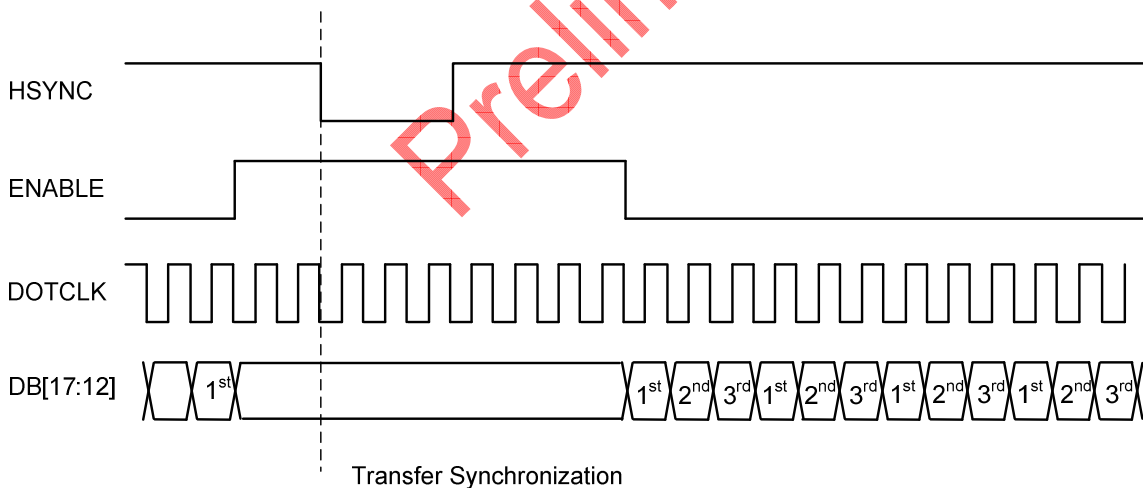 Prelim
HSYNC
ENABLE
DOTCLK
DB[17:12]
1st
1st 2nd 3rd 1st 2nd 3rd 1st 2nd 3rd 1st 2nd 3rd
Transfer Synchronization